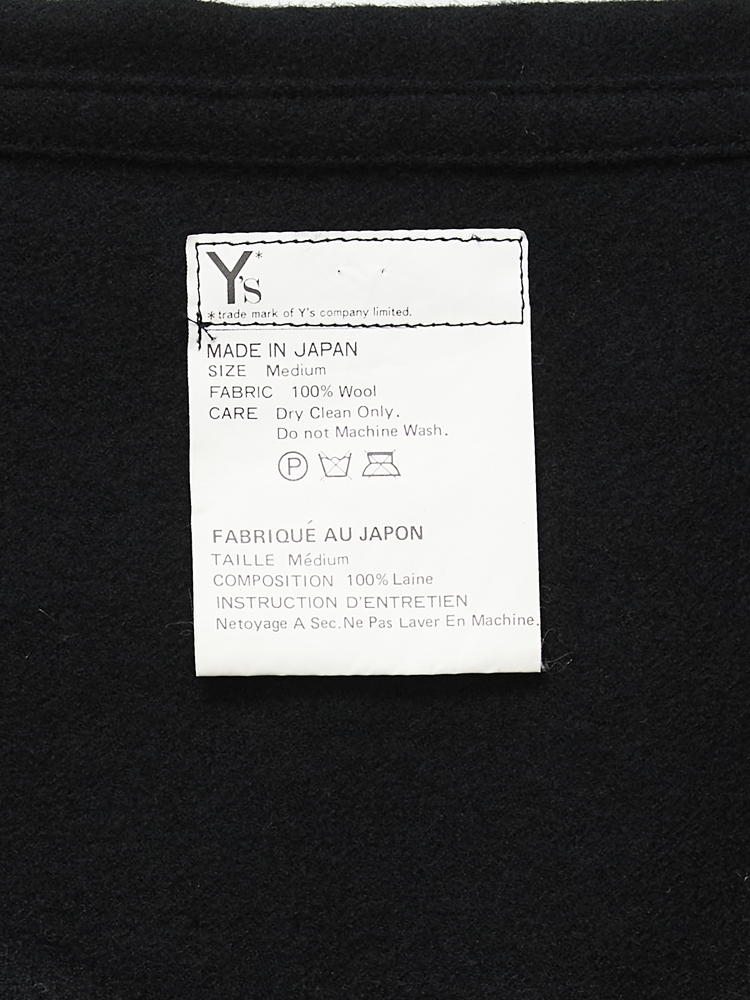 Y's*
*trade mark of Y's company limited.
MADE IN JAPAN
SIZE Medium
FABRIC 100% Wool
CARE Dry Clean Only.
Do not Machine Wash.
P
FABRIQUÉ AU JAPON
TAILLE Médium
COMPOSITION 100% Laine
INSTRUCTION D'ENTRETIEN
Netoyage A Sec. Ne Pas Laver En Machine.